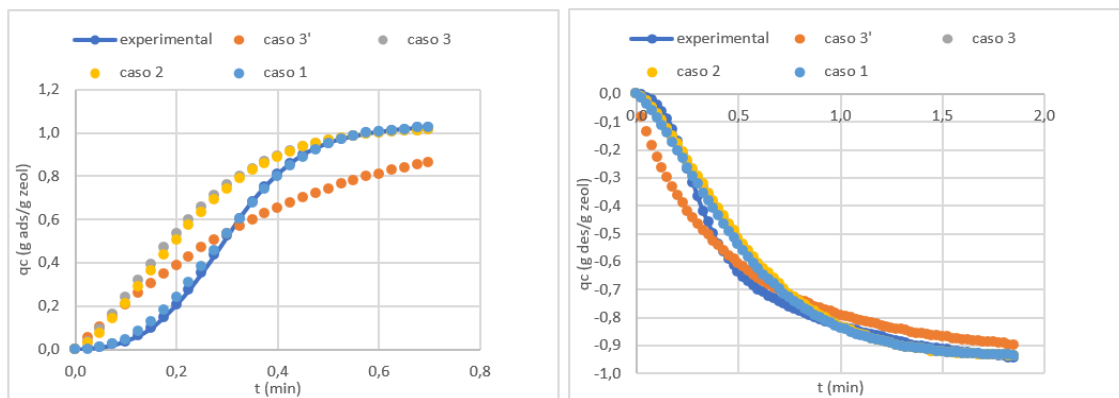 experimental caso 3' caso 3
caso 2 caso 1
1,2
1,0
0,8
0,6
0,4
0,2
0,0
0,0 0,2 0,4 0,6 0,8
qc (g ads/g zeol)
t (min)
experimental caso 3' caso 3
caso 2 caso 1
0,0 0,5 1,0 1,5 2,0
0,0
-0,1
-0,2
-0,3
-0,4
-0,5
-0,6
-0,7
-0,8
-0,9
-1,0
qc (g des/g zeol)
t (min)